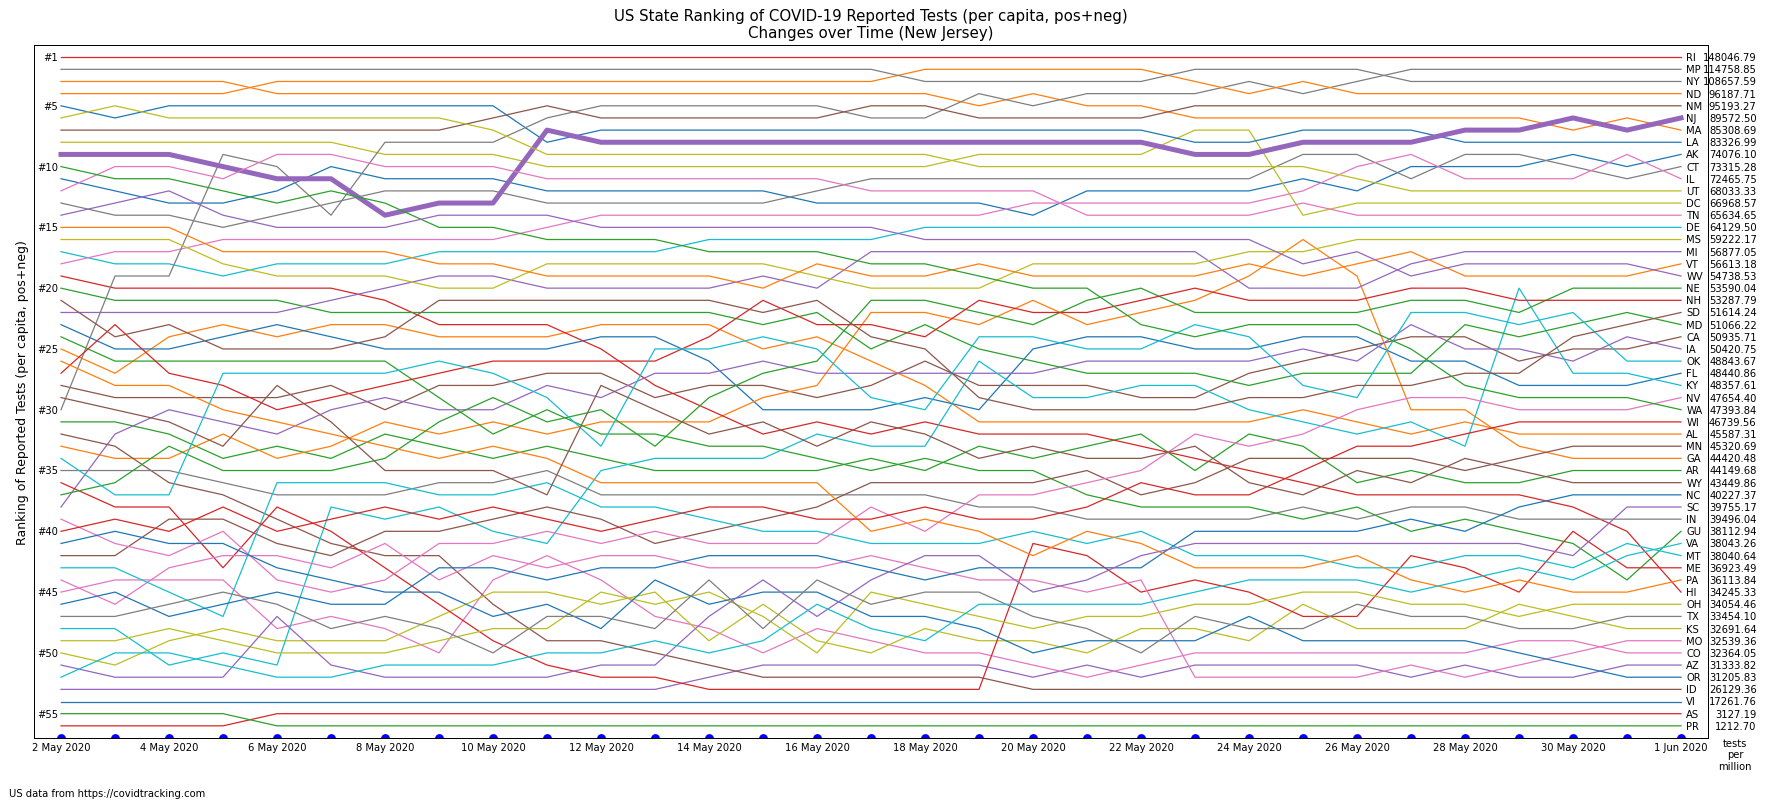 US State Ranking of COVID-19 Reported Tests (per capita, pos+neg)
Changes over Time (New Jersey)
Ranking of Reported Tests (per capita, pos+neg)
#1
#5
#10
#15
#20
#25
#30
#35
#40
#45
#50
#55
RI 148046.79
MP 114758.85
NY 108657.59
ND 96187.71
NM 95193.27
NJ 89572.50
MA 85308.69
LA 83326.99
AK 74076.10
CT 73315.28
IL 72465.75
UT 68033.33
DC 66968.57
TN 65634.65
DE 64129.50
MS 59222.17
MI 56877.05
VT 56613.18
WV 54738.53
NE 53590.04
NH 53287.79
SD 51614.24
MD 51066.22
CA 50935.71
IA 50420.75
OK 48843.67
FL 48440.86
KY 48357.61
NV 47654.40
WA 47393.84
WI 46739.56
AL 45587.31
MN 45320.69
GA 44420.48
AR 44149.68
WY 43449.86
NC 40227.37
SC 39755.17
IN 39496.04
GU 38112.94
VA 38043.26
MT 38040.64
ME 36923.49
PA 36113.84
HI 34245.33
OH 34054.46
TX 33454.10
KS 32691.64
MO 32539.36
CO 32364.05
AZ 31333.82
OR 31205.83
ID 26129.36
VI 17261.76
AS 3127.19
PR 1212.70
2 May 2020 4 May 2020 6 May 2020 8 May 2020 10 May 2020 12 May 2020 14 May 2020 16 May 2020 18 May 2020 20 May 2020 22 May 2020 24 May 2020 26 May 2020 28 May 2020 30 May 2020 1 Jun 2020
tests
per
million
US data from https://covidtracking.com